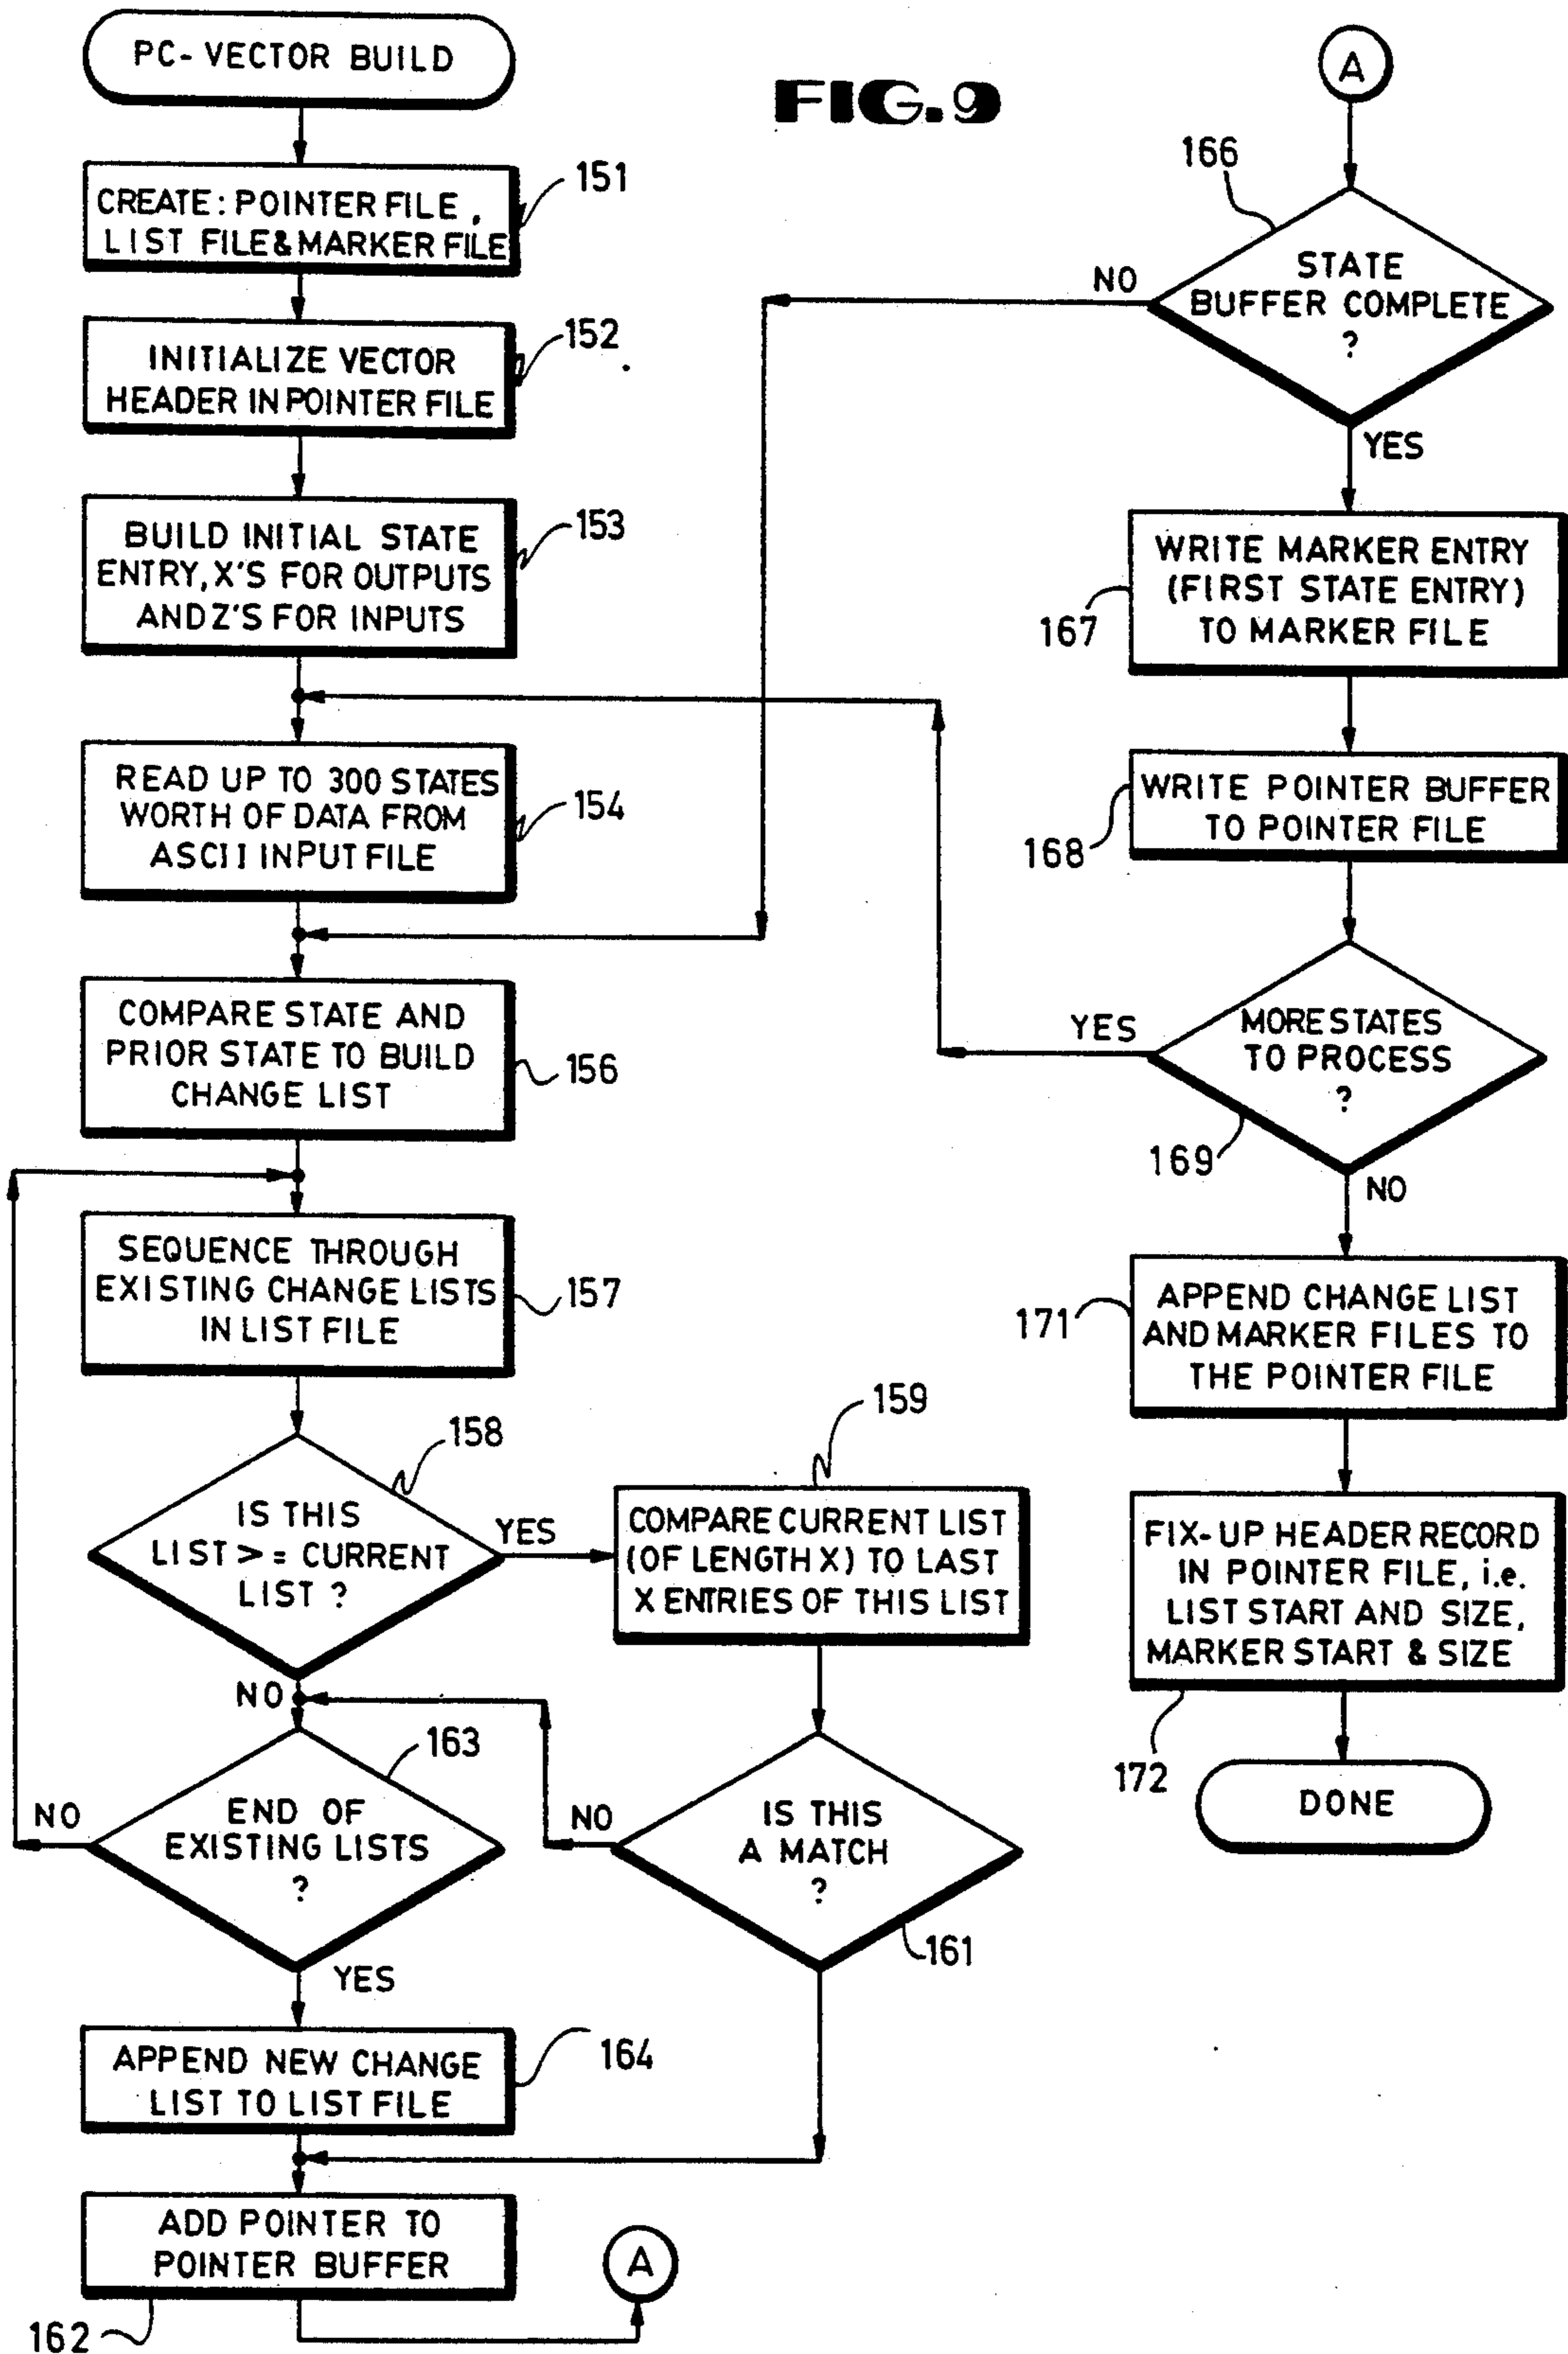 PC-VECTOR BUILD
FIG.9
CREATE: POINTER FILE,
LIST FILE & MARKER FILE
151
INITIALIZE VECTOR
HEADER IN POINTER FILE
152
BUILD INITIAL STATE
ENTRY, X'S FOR OUTPUTS
AND Z'S FOR INPUTS
153
READ UP TO 300 STATES
WORTH OF DATA FROM
ASCII INPUT FILE
154
COMPARE STATE AND
PRIOR STATE TO BUILD
CHANGE LIST
156
SEQUENCE THROUGH
EXISTING CHANGE LISTS
IN LIST FILE
157
IS THIS
LIST >= CURRENT
LIST ?
158
YES
NO
COMPARE CURRENT LIST
(OF LENGTH X) TO LAST
X ENTRIES OF THIS LIST
159
END OF
EXISTING LISTS
?
163
NO
YES
IS THIS
A MATCH
?
161
NO
APPEND NEW CHANGE
LIST TO LIST FILE
164
ADD POINTER TO
POINTER BUFFER
162
A
A
166
STATE
BUFFER COMPLETE
?
NO
YES
WRITE MARKER ENTRY
(FIRST STATE ENTRY)
TO MARKER FILE
167
WRITE POINTER BUFFER
TO POINTER FILE
168
MORE STATES
TO PROCESS
?
YES
169
NO
APPEND CHANGE LIST
AND MARKER FILES TO
THE POINTER FILE
171
FIX-UP HEADER RECORD
IN POINTER FILE, i.e.
LIST START AND SIZE,
MARKER START & SIZE
172
DONE